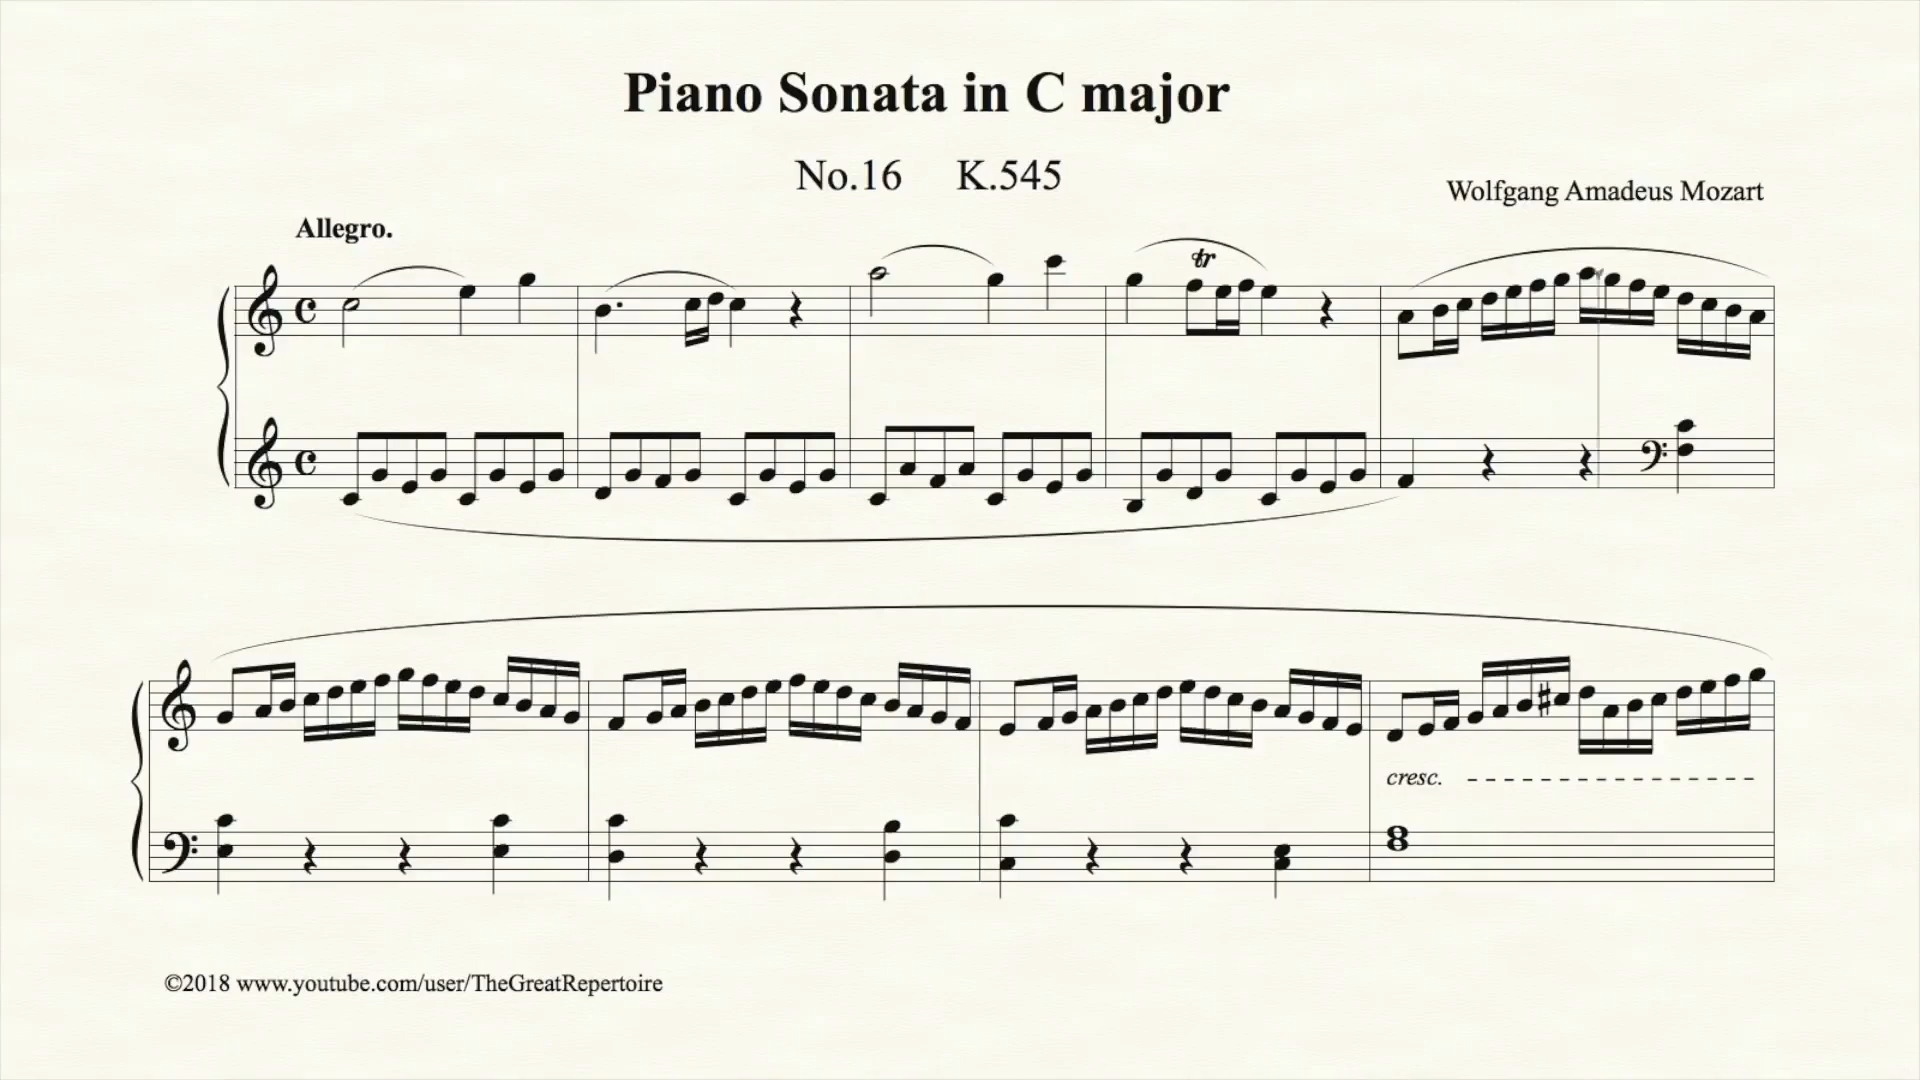 Piano Sonata in C major
No.16 K.545
Wolfgang Amadeus Mozart
Allegro.
tr
cresc.
©2018 www.youtube.com/user/TheGreatRepertoire